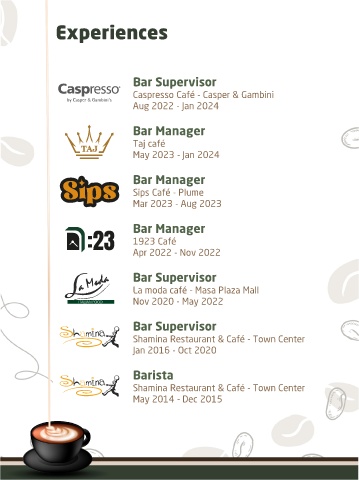 Experiences
Caspresso
by Casper & Gambini's
Bar Supervisor
Caspresso Café - Casper & Gambini
Aug 2022 - Jan 2024
TAJ
Bar Manager
Taj café
May 2023 - Jan 2024
Sips
Bar Manager
Sips Café - Plume
Mar 2023 - Aug 2023
:23
Bar Manager
1923 Café
Apr 2022 - Nov 2022
La Moda
Bar Supervisor
La moda café - Masa Plaza Mall
Nov 2020 - May 2022
Shamina
Bar Supervisor
Shamina Restaurant & Café - Town Center
Jan 2016 - Oct 2020
Shamina
Barista
Shamina Restaurant & Café - Town Center
May 2014 - Dec 2015